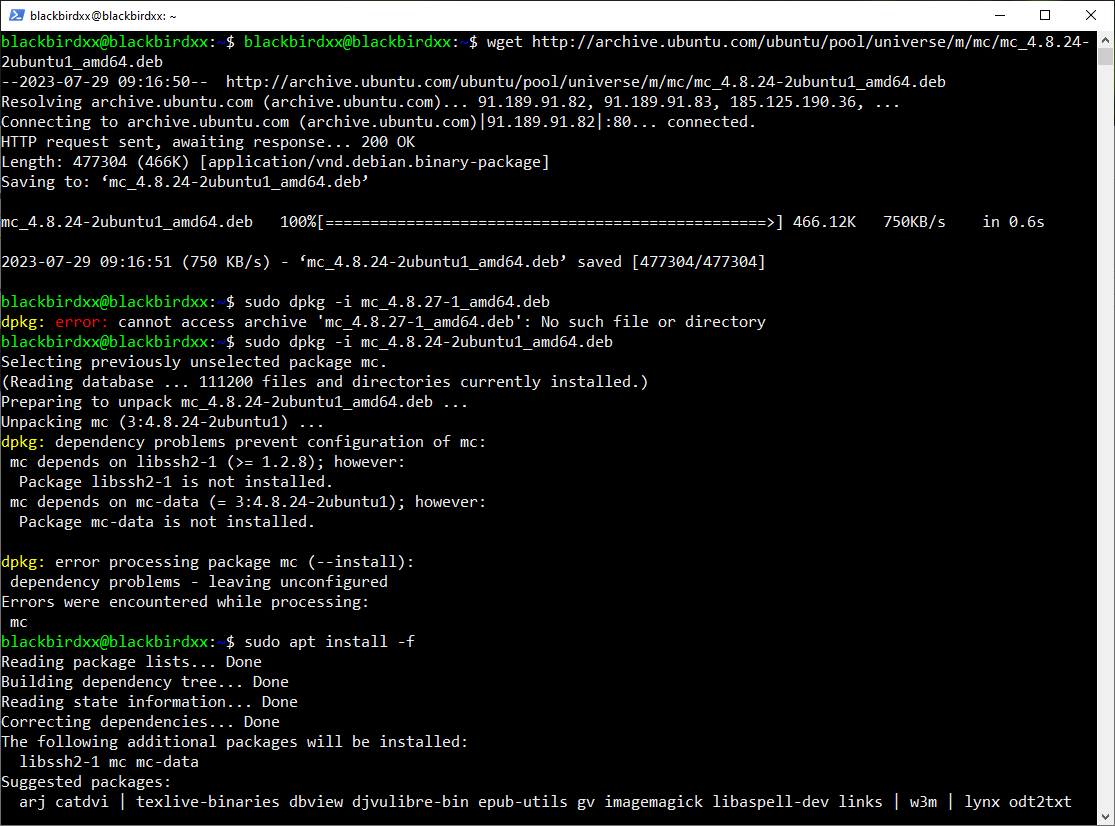 blackbirdxx@blackbirdxx: ~
blackbirdxx@blackbirdxx:~$ blackbirdxx@blackbirdxx:~$ wget http://archive.ubuntu.com/ubuntu/pool/universe/m/mc/mc_4.8.24-
2ubuntu1_amd64.deb
--2023-07-29 09:16:50--  http://archive.ubuntu.com/ubuntu/pool/universe/m/mc/mc_4.8.24-2ubuntu1_amd64.deb
Resolving archive.ubuntu.com (archive.ubuntu.com)... 91.189.91.82, 91.189.91.83, 185.125.190.36, ...
Connecting to archive.ubuntu.com (archive.ubuntu.com)|91.189.91.82|:80... connected.
HTTP request sent, awaiting response... 200 OK
Length: 477304 (466K) [application/vnd.debian.binary-package]
Saving to: ‘mc_4.8.24-2ubuntu1_amd64.deb’
mc_4.8.24-2ubuntu1_amd64.deb   100%[=================================================>] 466.12K   750KB/s    in 0.6s
2023-07-29 09:16:51 (750 KB/s) - ‘mc_4.8.24-2ubuntu1_amd64.deb’ saved [477304/477304]
blackbirdxx@blackbirdxx:~$ sudo dpkg -i mc_4.8.27-1_amd64.deb
dpkg: error: cannot access archive 'mc_4.8.27-1_amd64.deb': No such file or directory
blackbirdxx@blackbirdxx:~$ sudo dpkg -i mc_4.8.24-2ubuntu1_amd64.deb
Selecting previously unselected package mc.
(Reading database ... 111200 files and directories currently installed.)
Preparing to unpack mc_4.8.24-2ubuntu1_amd64.deb ...
Unpacking mc (3:4.8.24-2ubuntu1) ...
dpkg: dependency problems prevent configuration of mc:
 mc depends on libssh2-1 (>= 1.2.8); however:
  Package libssh2-1 is not installed.
 mc depends on mc-data (= 3:4.8.24-2ubuntu1); however:
  Package mc-data is not installed.
dpkg: error processing package mc (--install):
 dependency problems - leaving unconfigured
Errors were encountered while processing:
 mc
blackbirdxx@blackbirdxx:~$ sudo apt install -f
Reading package lists... Done
Building dependency tree... Done
Reading state information... Done
Correcting dependencies... Done
The following additional packages will be installed:
  libssh2-1 mc mc-data
Suggested packages:
  arj catdvi | texlive-binaries dbview djvulibre-bin epub-utils gv imagemagick libaspell-dev links | w3m | lynx odt2txt